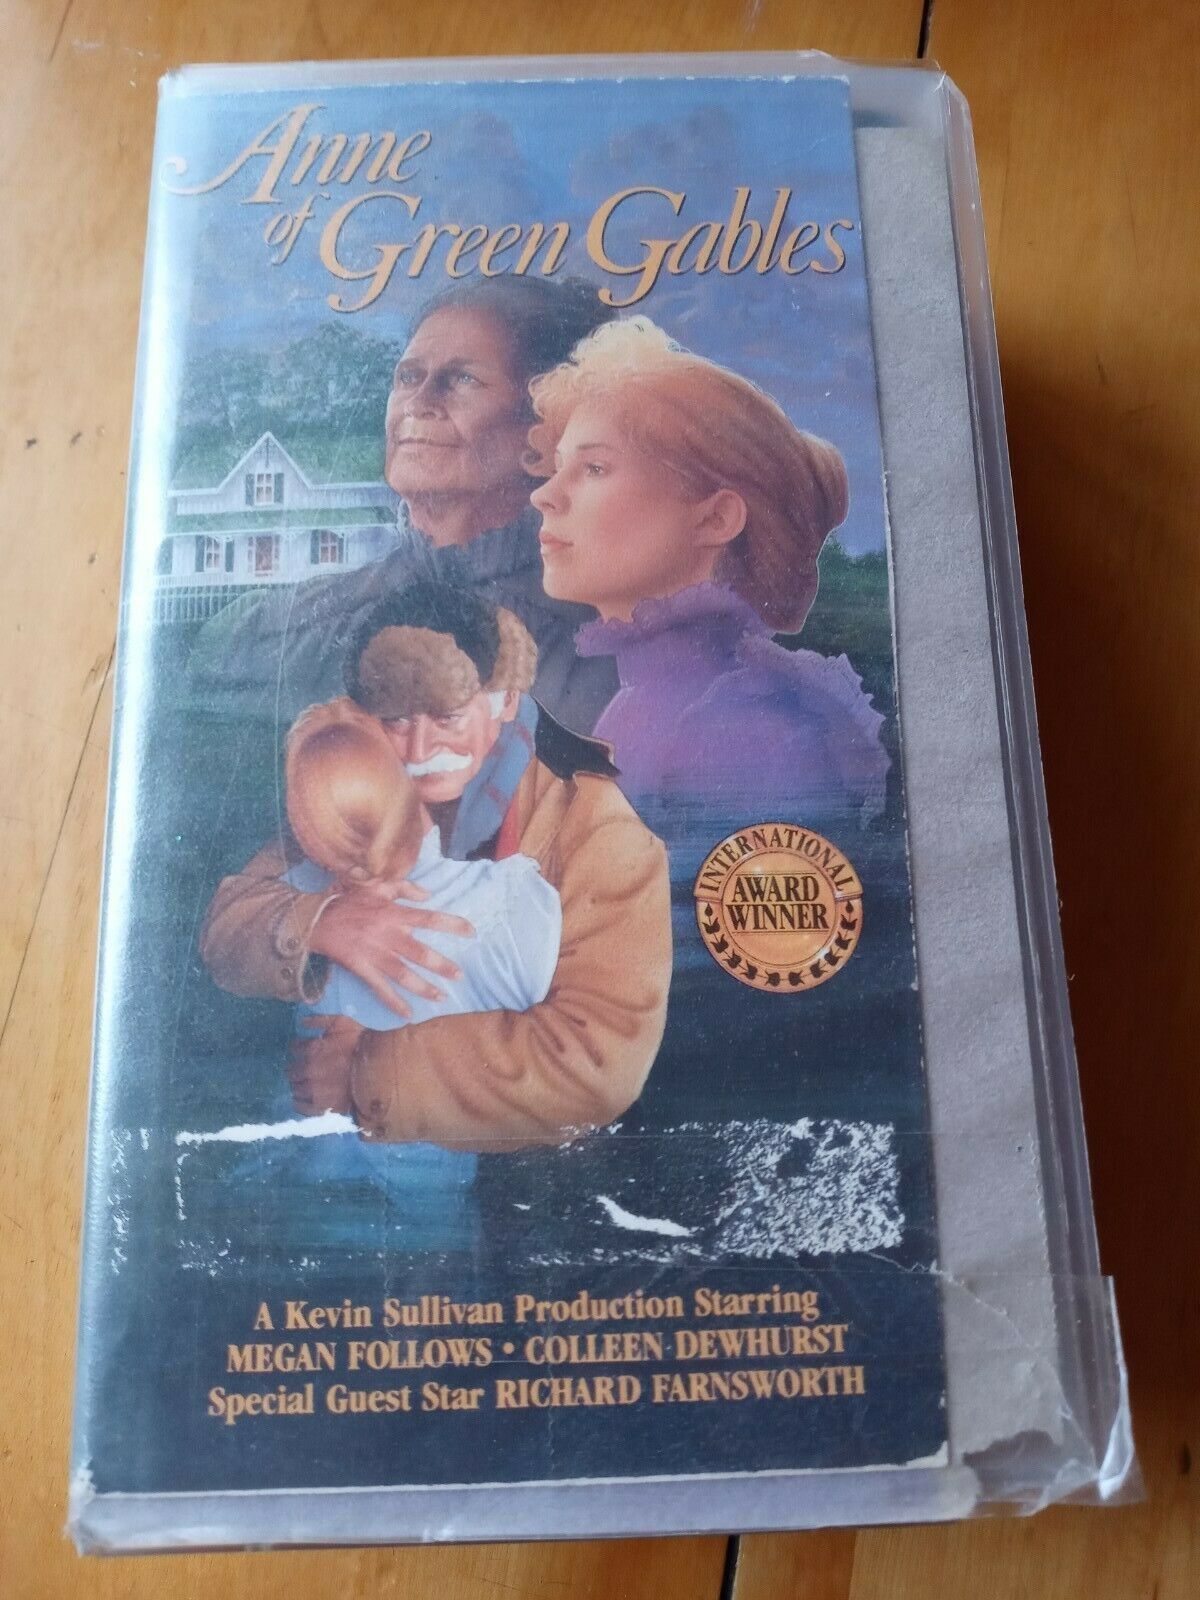 Anne
of Green Gables
INTERNATIONAL
AWARD
WINNER
A Kevin Sullivan Production Starring
MEGAN FOLLOWS • COLLEEN DEWHURST
Special Guest Star RICHARD FARNSWORTH